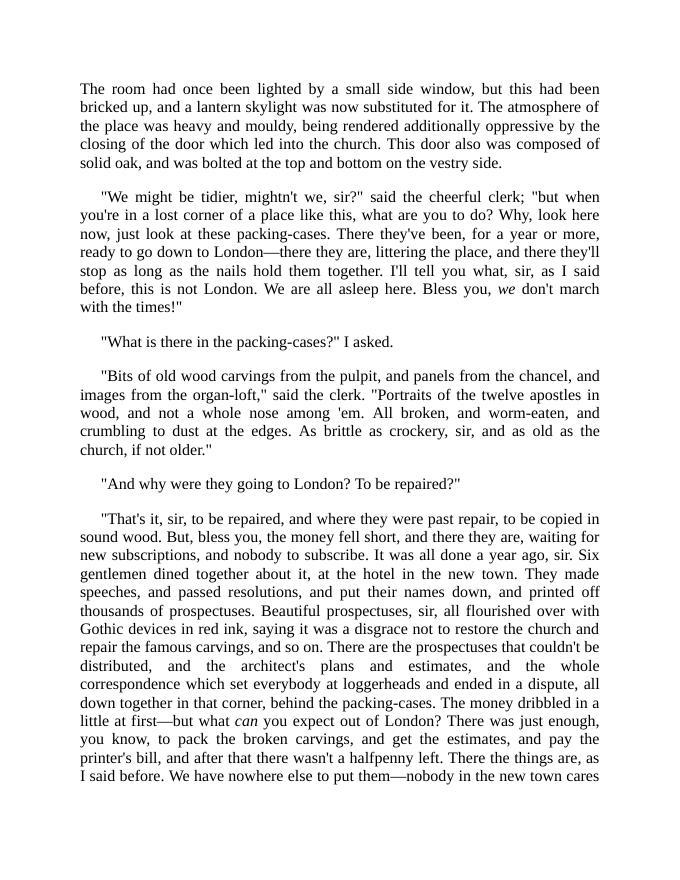 The room had once been lighted by a small side window, but this had been
bricked up, and a lantern skylight was now substituted for it. The atmosphere of
the place was heavy and mouldy, being rendered additionally oppressive by the
closing of the door which led into the church. This door also was composed of
solid oak, and was bolted at the top and bottom on the vestry side.
"We might be tidier, mightn't we, sir?" said the cheerful clerk; "but when
you're in a lost corner of a place like this, what are you to do? Why, look here
now, just look at these packing-cases. There they've been, for a year or more,
ready to go down to London—there they are, littering the place, and there they'll
stop as long as the nails hold them together. I'll tell you what, sir, as I said
before, this is not London. We are all asleep here. Bless you, we don't march
with the times!"
"What is there in the packing-cases?" I asked.
"Bits of old wood carvings from the pulpit, and panels from the chancel, and
images from the organ-loft," said the clerk. "Portraits of the twelve apostles in
wood, and not a whole nose among 'em. All broken, and worm-eaten, and
crumbling to dust at the edges. As brittle as crockery, sir, and as old as the
church, if not older."
"And why were they going to London? To be repaired?"
"That's it, sir, to be repaired, and where they were past repair, to be copied in
sound wood. But, bless you, the money fell short, and there they are, waiting for
new subscriptions, and nobody to subscribe. It was all done a year ago, sir. Six
gentlemen dined together about it, at the hotel in the new town. They made
speeches, and passed resolutions, and put their names down, and printed off
thousands of prospectuses. Beautiful prospectuses, sir, all flourished over with
Gothic devices in red ink, saying it was a disgrace not to restore the church and
repair the famous carvings, and so on. There are the prospectuses that couldn't be
distributed, and the architect's plans and estimates, and the whole
correspondence which set everybody at loggerheads and ended in a dispute, all
down together in that corner, behind the packing-cases. The money dribbled in a
little at first—but what can you expect out of London? There was just enough,
you know, to pack the broken carvings, and get the estimates, and pay the
printer's bill, and after that there wasn't a halfpenny left. There the things are, as
I said before. We have nowhere else to put them—nobody in the new town cares